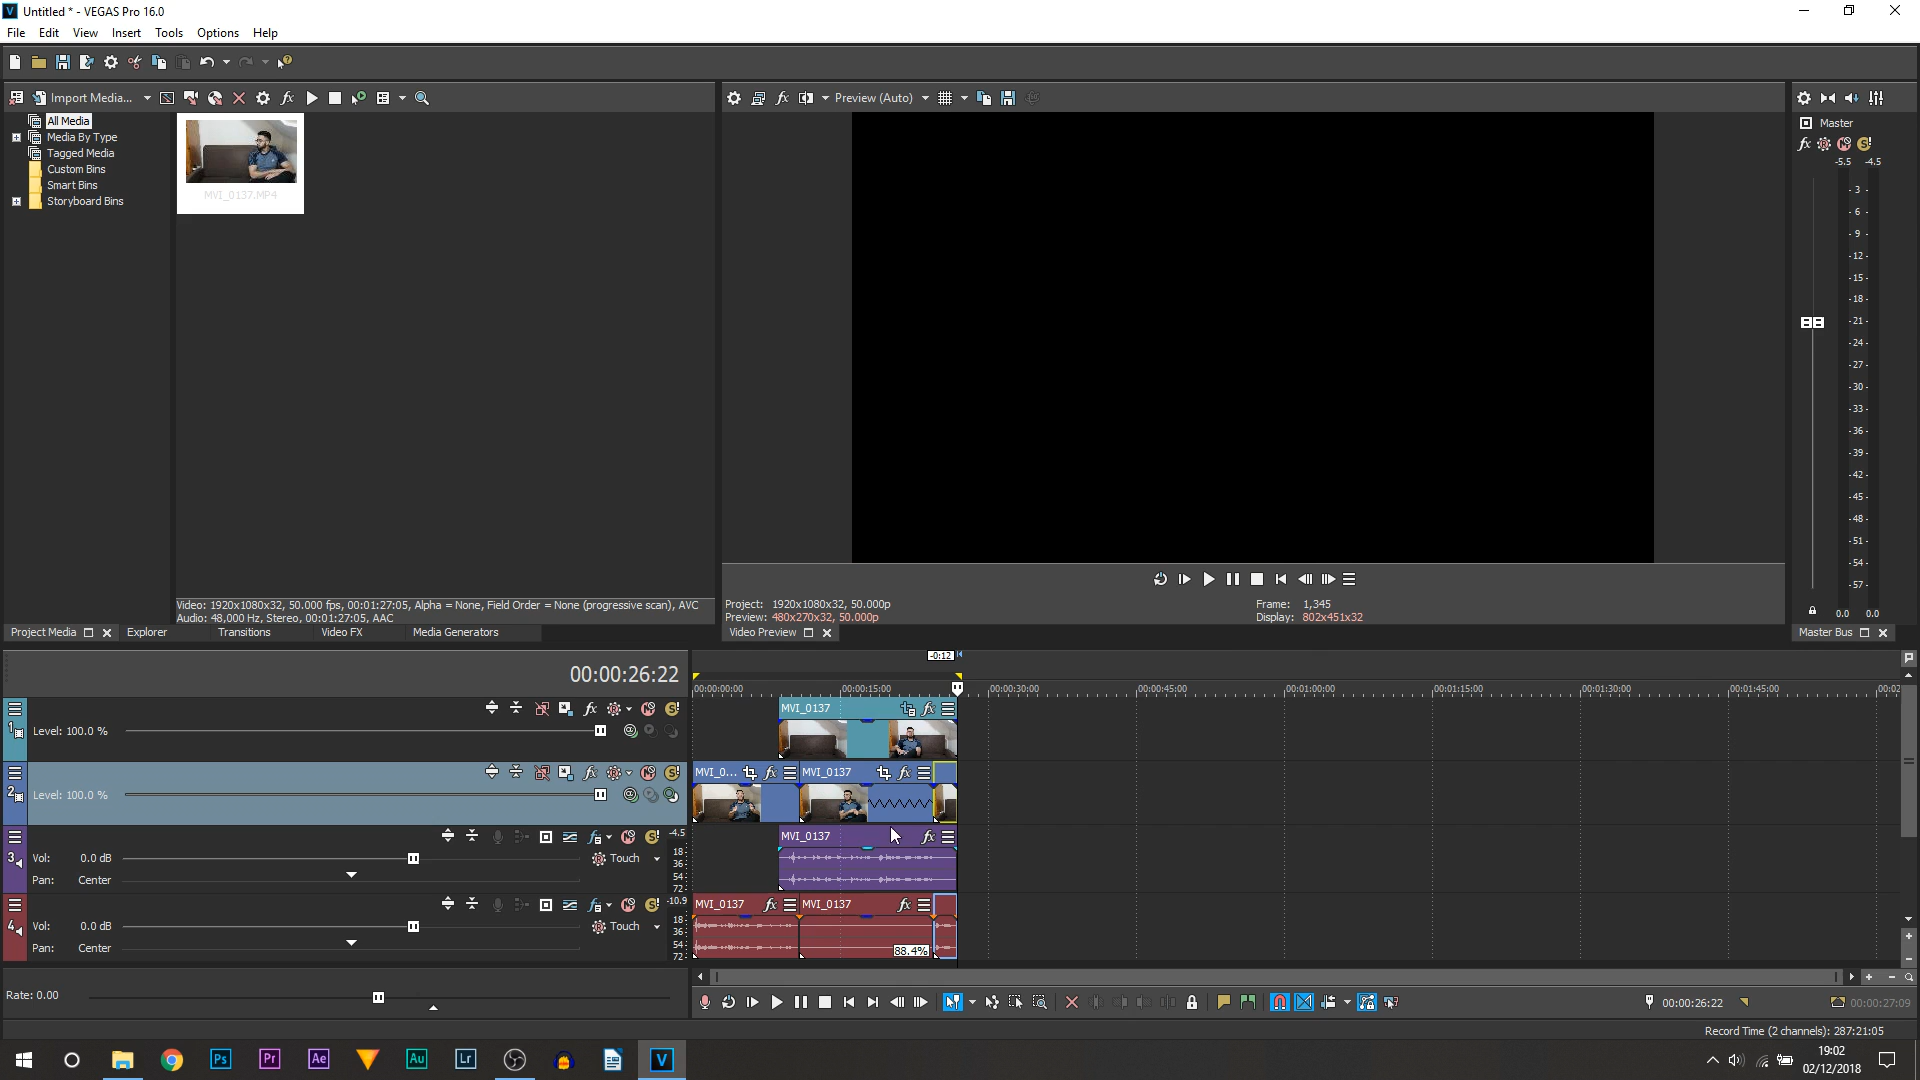 Untitled * - VEGAS Pro 16.0
File Edit View Insert Tools Options Help
Import Media...
All Media
Media By Type
Tagged Media
Custom Bins
Smart Bins
Storyboard Bins
MVI_0137.MP4
Video: 1920x1080x32, 50.000 fps, 00:01:27:05, Alpha = None, Field Order = None (progressive scan), AVC
Audio: 48,000 Hz, Stereo, 00:01:27:05, AAC
Project Media Explorer Transitions Video FX Media Generators
Preview (Auto)
Project: 1920x1080x32, 50.000p
Preview: 480x270x32, 50.000p
Frame: 1,345
Display: 802x451x32
Video Preview
Master
-5.5 -4.5
- 3 -
- 6 -
- 9 -
-12-
-15-
-18-
-21-
-24-
-27-
-30-
-33-
-36-
-39-
-42-
-45-
-48-
-51-
-54-
-57-
0.0 0.0
Master Bus
00:00:26:22
-0:12
00:00:00:00 00:00:15:00 00:00:30:00 00:00:45:00 00:01:00:00 00:01:15:00 00:01:30:00 00:01:45:00 00:02
1
Level: 100.0 %
MVI_0137
2
Level: 100.0 %
MVI_0... MVI_0137
3
Vol: 0.0 dB Touch
Pan: Center
-4.5
18-
36-
54-
72-
MVI_0137
4
Vol: 0.0 dB Touch
Pan: Center
-10.9
18-
36-
54-
72-
MVI_0137 MVI_0137
88.4%
Rate: 0.00
00:00:26:22 00:00:27:09
Record Time (2 channels): 287:21:05
Ps Pr Ae Au Lr V
19:02
02/12/2018